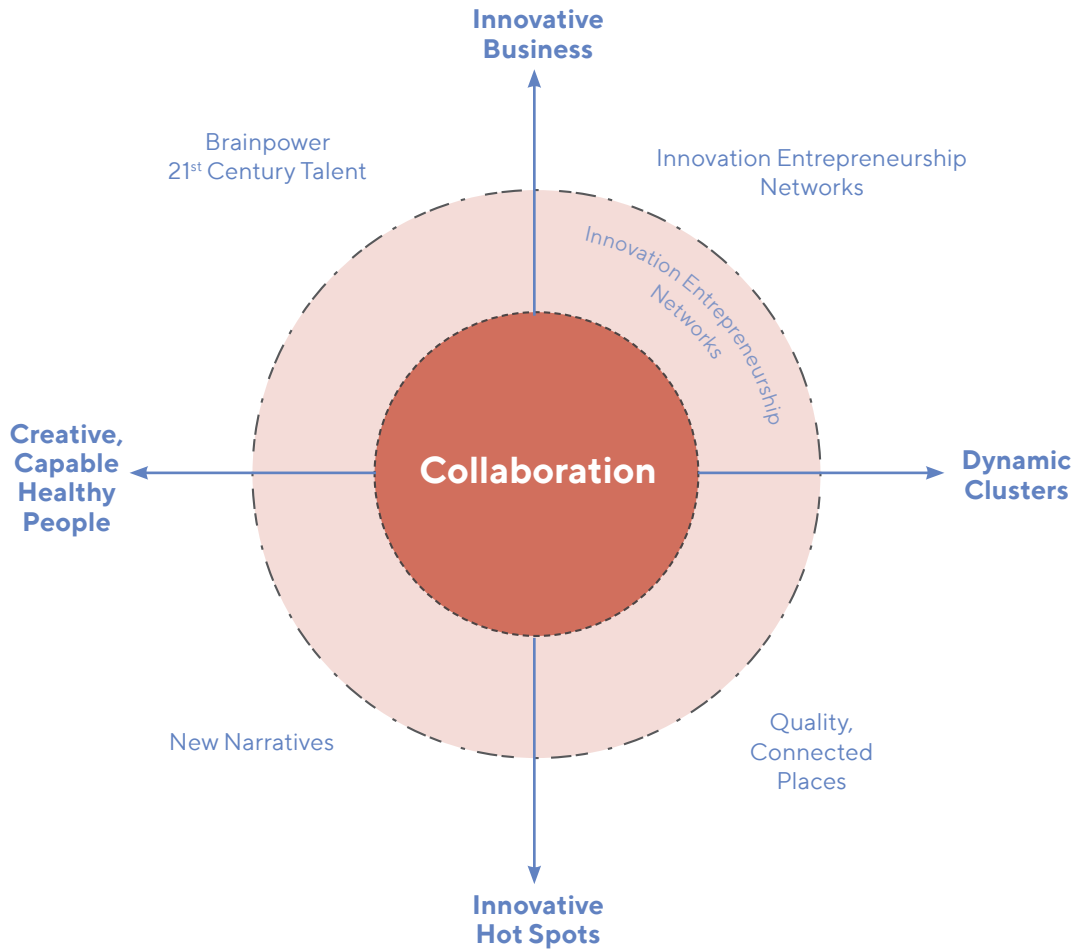 Innovative
Business
Brainpower
21st Century Talent
Innovation Entrepreneurship
Networks
Innovation Entrepreneurship
Networks
Creative,
Capable
Healthy
People
Collaboration
Dynamic
Clusters
New Narratives
Quality,
Connected
Places
Innovative
Hot Spots